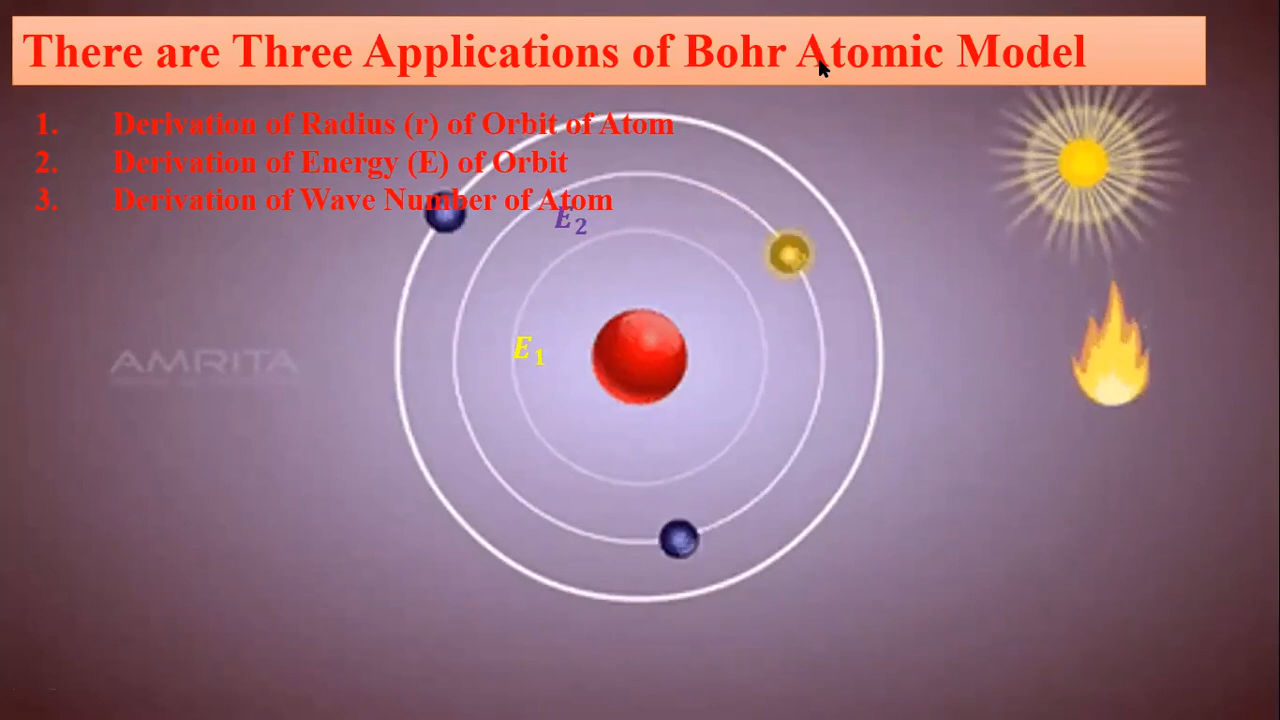 There are Three Applications of Bohr Atomic Model
1. Derivation of Radius (r) of Orbit of Atom
2. Derivation of Energy (E) of Orbit
3. Derivation of Wave Number of Atom
E₂
E₁
AMRITA